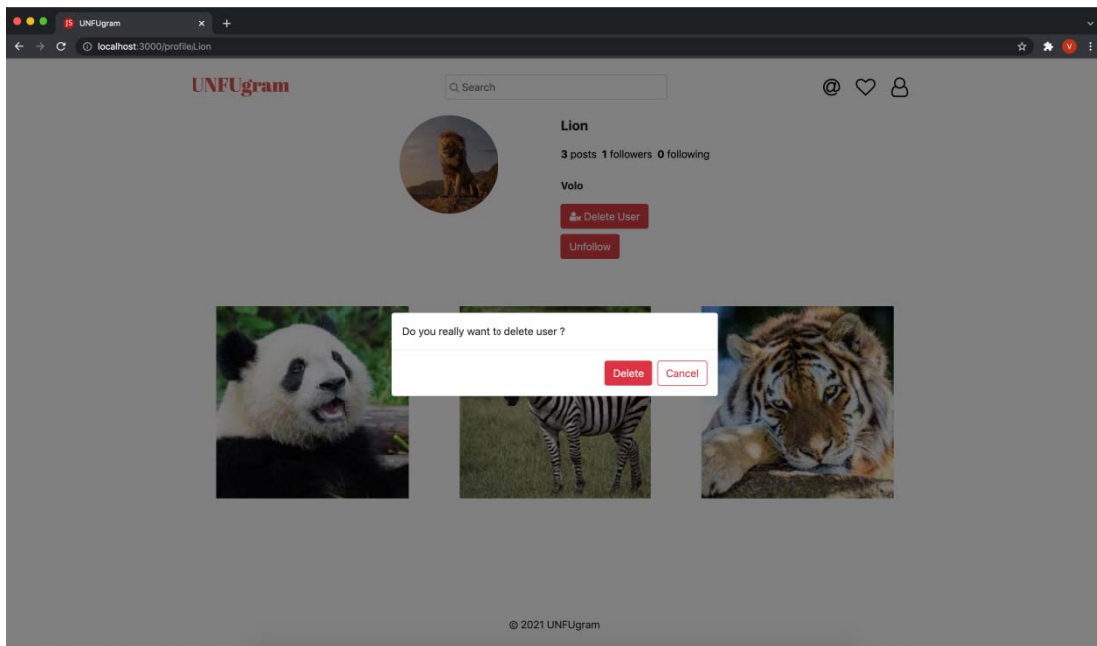 JS UNFUgram
localhost:3000/profile/Lion
V
UNFUgram
Search
@
Lion
3 posts 1 followers 0 following
Volo
Delete User
Unfollow
Do you really want to delete user ?
Delete Cancel
© 2021 UNFUgram